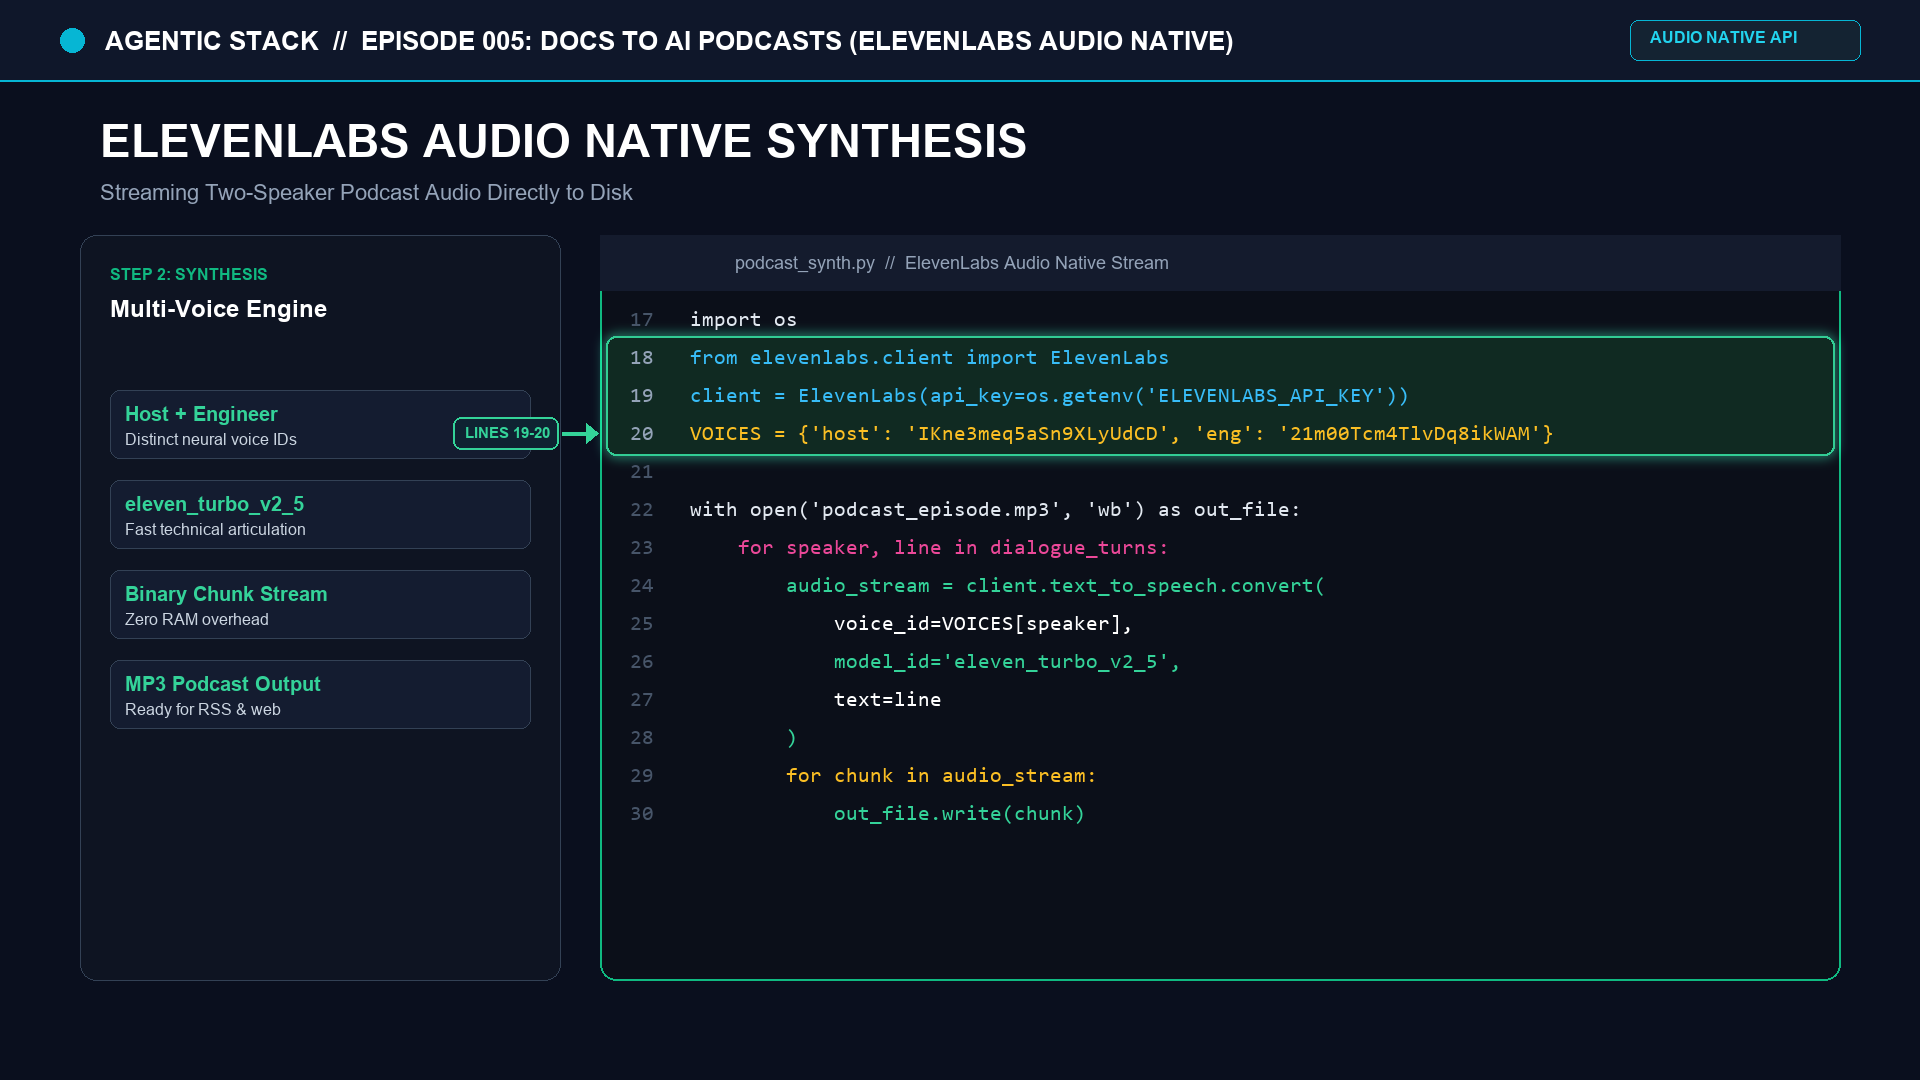 AGENTIC STACK // EPISODE 005: DOCS TO AI PODCASTS (ELEVENLABS AUDIO NATIVE)
AUDIO NATIVE API
ELEVENLABS AUDIO NATIVE SYNTHESIS
Streaming Two-Speaker Podcast Audio Directly to Disk
STEP 2: SYNTHESIS
Multi-Voice Engine
Host + Engineer
Distinct neural voice IDs
LINES 19-20
eleven_turbo_v2_5
Fast technical articulation
Binary Chunk Stream
Zero RAM overhead
MP3 Podcast Output
Ready for RSS & web
podcast_synth.py // ElevenLabs Audio Native Stream
17 import os
18 from elevenlabs.client import ElevenLabs
19 client = ElevenLabs(api_key=os.getenv('ELEVENLABS_API_KEY'))
20 VOICES = {'host': 'IKne3meq5aSn9XLyUdCD', 'eng': '21m00Tcm4TlvDq8ikWAM'}
21
22 with open('podcast_episode.mp3', 'wb') as out_file:
23     for speaker, line in dialogue_turns:
24         audio_stream = client.text_to_speech.convert(
25             voice_id=VOICES[speaker],
26             model_id='eleven_turbo_v2_5',
27             text=line
28         )
29         for chunk in audio_stream:
30             out_file.write(chunk)